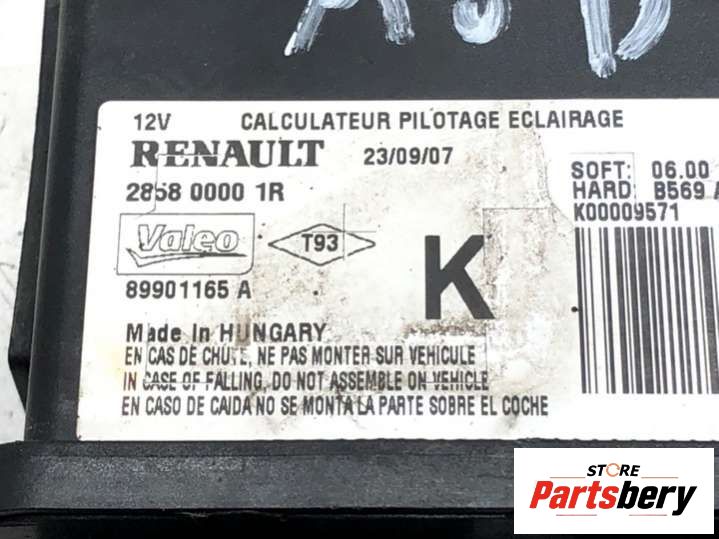 12V CALCULATEUR PILOTAGE ECLAIRAGE
RENAULT 23/09/07
2858 0000 1R
SOFT: 06.00
HARD: B569
K00009571
Valeo
T93
K
89901165 A
Made In HUNGARY
EN CAS DE CHUTE, NE PAS MONTER SUR VEHICULE
IN CASE OF FALLING, DO NOT ASSEMBLE ON VEHICLE
EN CASO DE CAIDA NO SE MONTA LA PARTE SOBRE EL COCHE
STORE
Partsbery